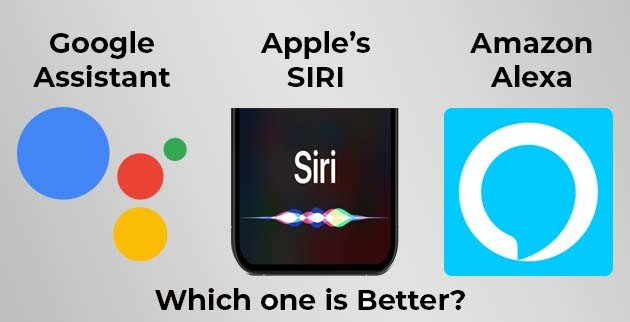 Google
Assistant
Apple’s
SIRI
Amazon
Alexa
Siri
Which one is Better?